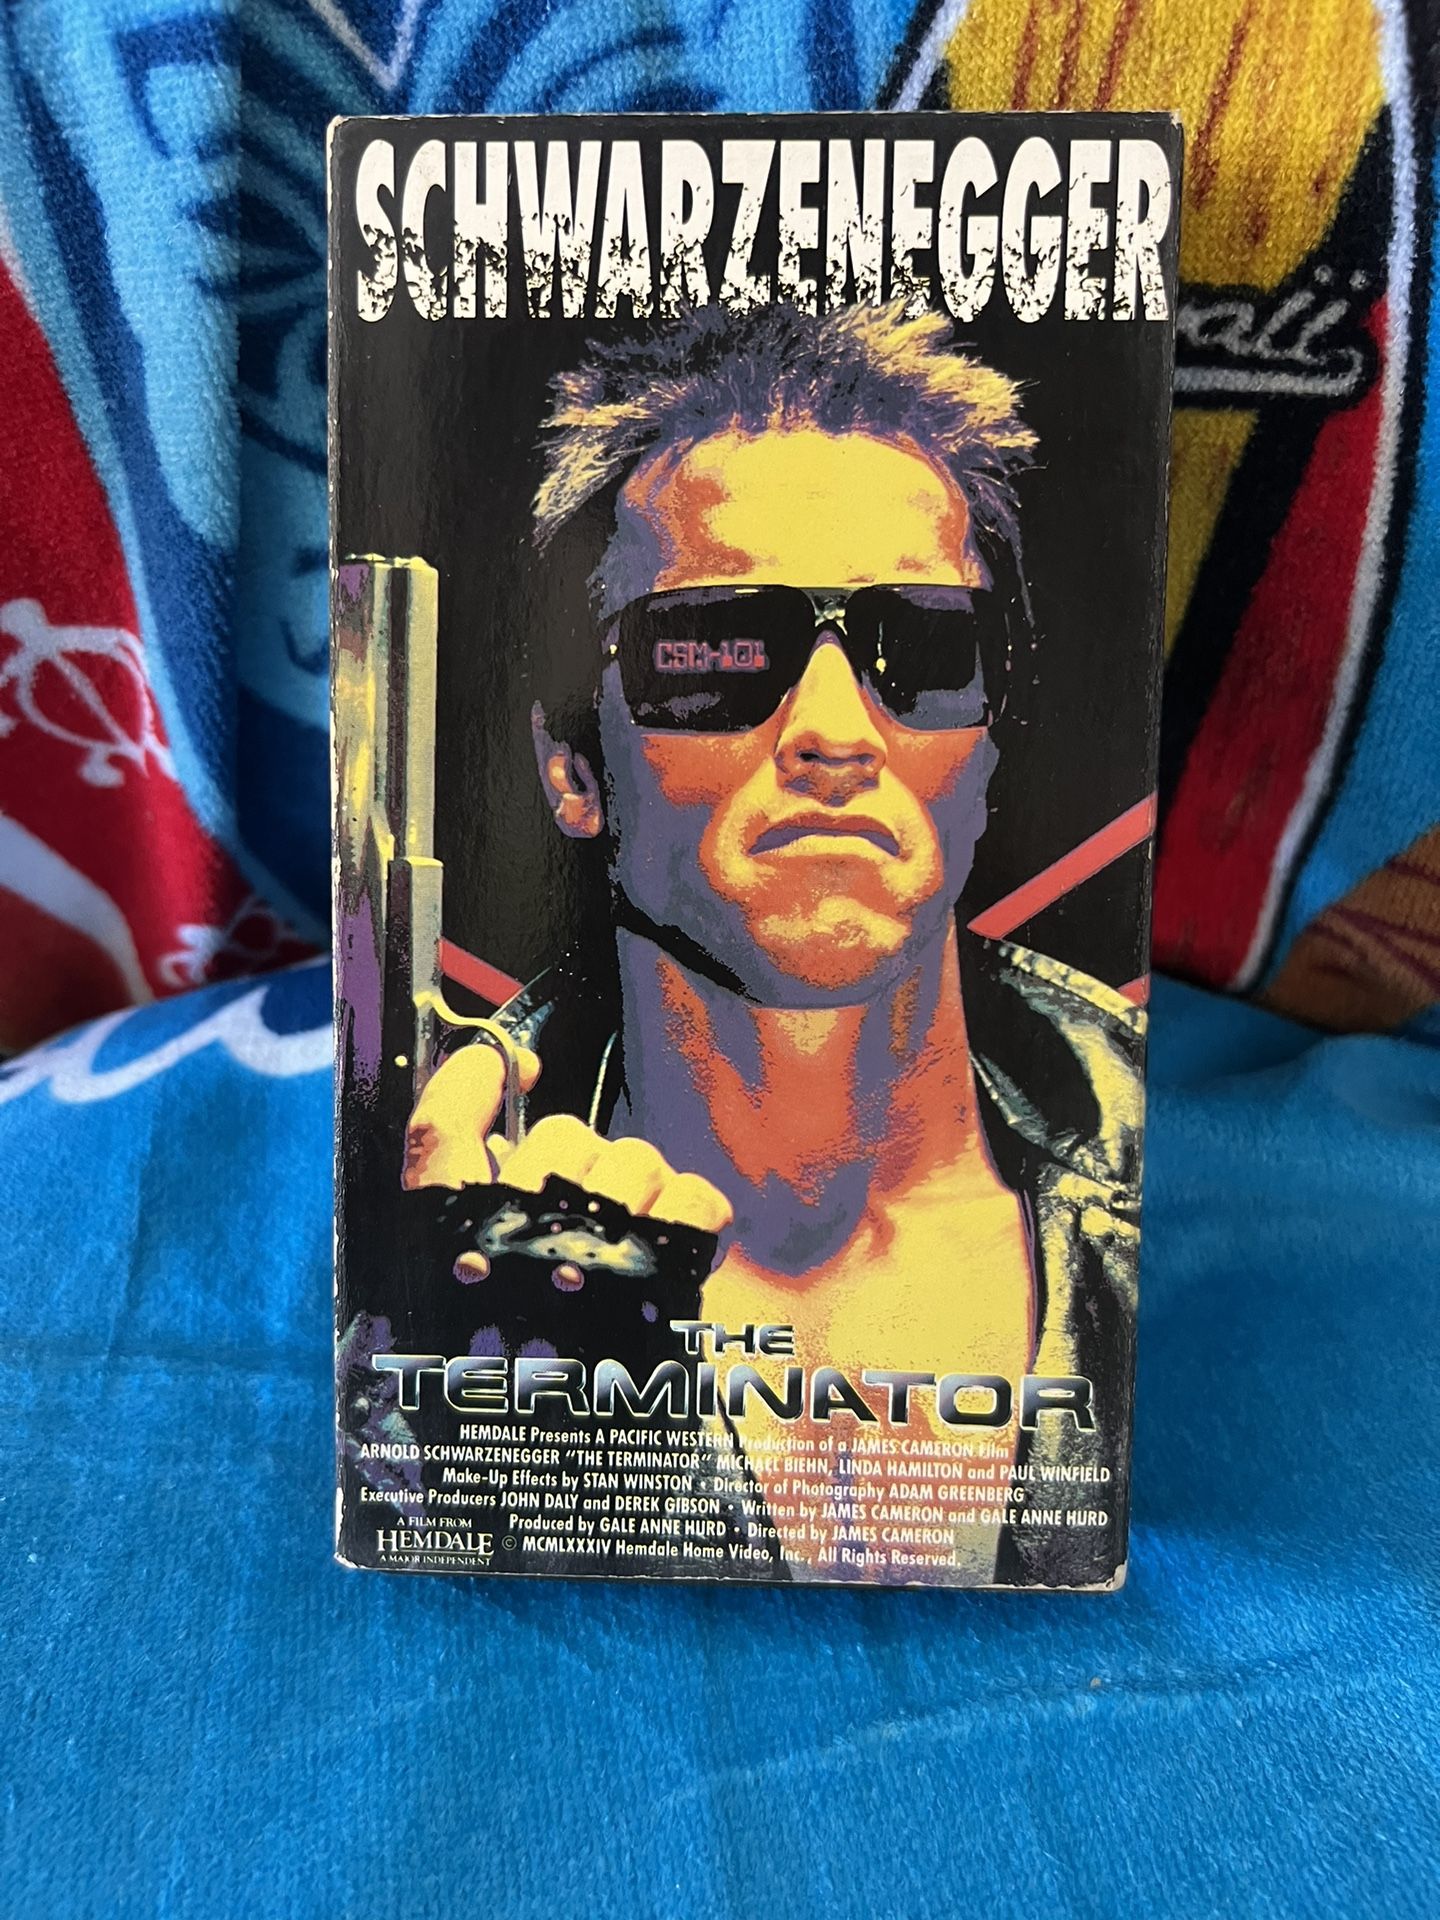 SCHWARZENEGGER
CSM-101
THE
TERMINATOR
HEMDALE Presents A PACIFIC WESTERN Production of a JAMES CAMERON Film
ARNOLD SCHWARZENEGGER "THE TERMINATOR" MICHAEL BIEHN, LINDA HAMILTON and PAUL WINFIELD
Make-Up Effects by STAN WINSTON • Director of Photography ADAM GREENBERG
Executive Producers JOHN DALY and DEREK GIBSON • Written by JAMES CAMERON and GALE ANNE HURD
Produced by GALE ANNE HURD • Directed by JAMES CAMERON
© MCMLXXXIV Hemdale Home Video, Inc., All Rights Reserved.
A FILM FROM
HEMDALE
A MAJOR INDEPENDENT